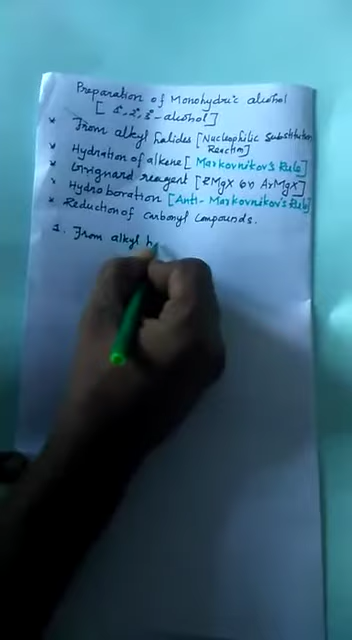 Preparation of Monohydric alcohol
[1°, 2°, 3° - alcohol]
* From alkyl halides [Nucleophilic Substitution
Reaction]
* Hydration of alkene [Markovnikov's Rule]
* Grignard reagent [RMgX or ArMgX]
* Hydroboration [Anti-Markovnikov's Rule]
* Reduction of Carbonyl Compounds.
1. From alkyl h